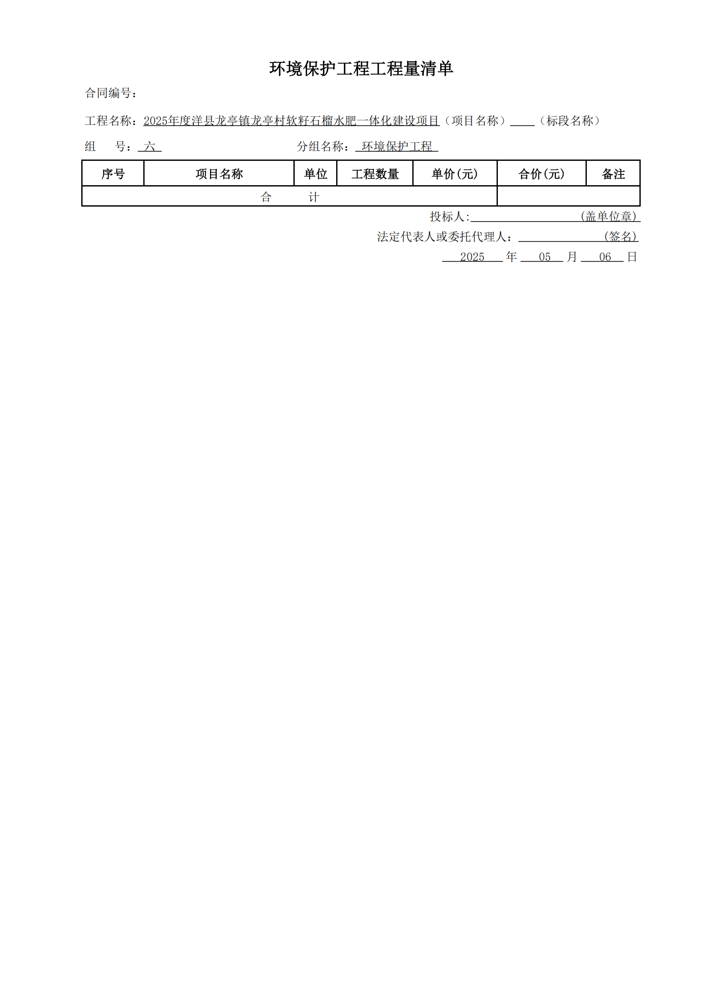 环境保护工程工程量清单
合同编号：
工程名称：2025年度洋县龙亭镇龙亭村软籽石榴水肥一体化建设项目（项目名称）____（标段名称）
组 号： 六 分组名称： 环境保护工程
序号 项目名称 单位 工程数量 单价(元) 合价(元) 备注
合 计
投标人: (盖单位章)
法定代表人或委托代理人： (签名)
2025 年 05 月 06 日